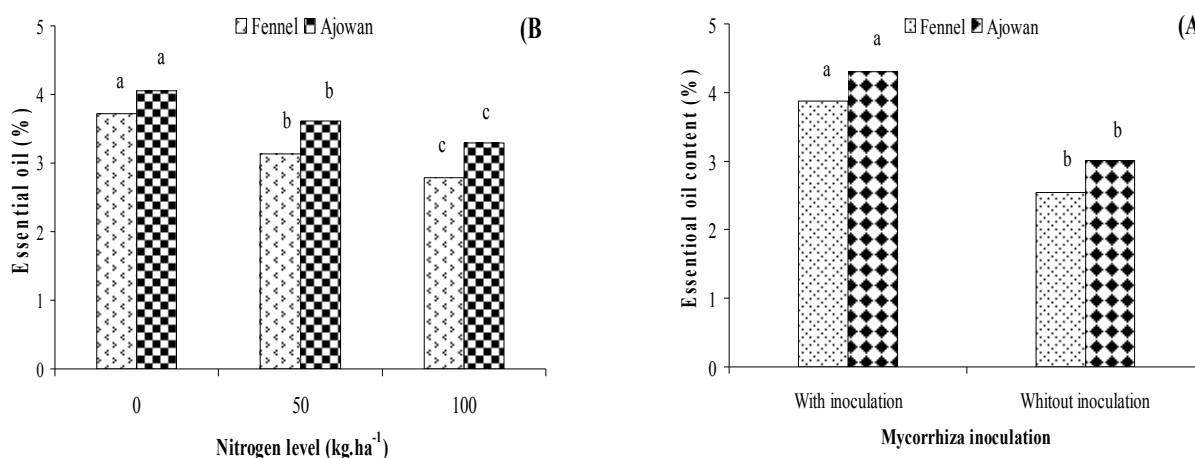 Fennel Ajowan (B
Essential oil (%)
5
4
3
2
1
0
a a
b b
c c
0 50 100
Nitrogen level (kg.ha⁻¹)
Fennel Ajowan (A
Essentioal oil content (%)
5
4
3
2
1
0
a a
b b
With inoculation Whitout inoculation
Mycorrhiza inoculation